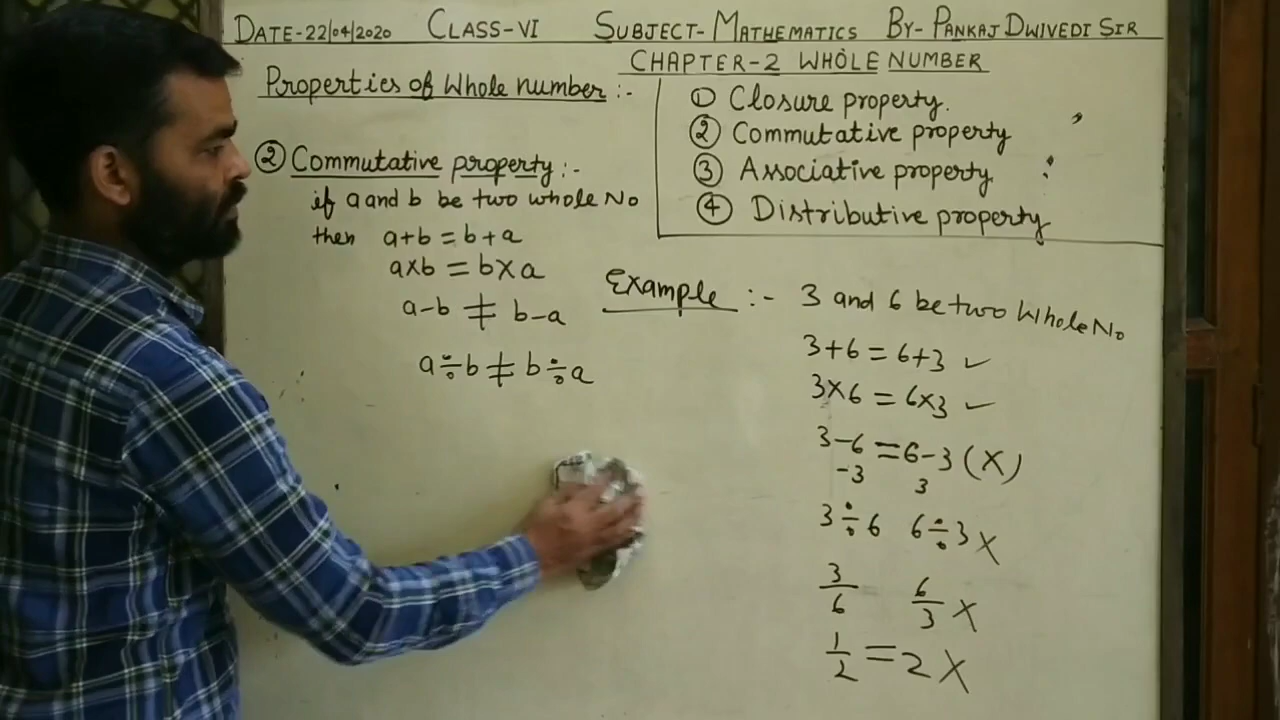 DATE-22/04/2020 CLASS-VI SUBJECT-MATHEMATICS BY-PANKAJ DWIVEDI SIR
CHAPTER-2 WHOLE NUMBER
Properties of Whole number :-
① Closure property.
② Commutative property
③ Associative property
④ Distributive property
② Commutative property :-
if a and b be two whole No
then a+b = b+a
a×b = b×a
a-b ≠ b-a
a÷b ≠ b÷a
Example :- 3 and 6 be two Whole No
3+6 = 6+3 ✓
3×6 = 6×3 ✓
3-6 = 6-3 (X)
-3 3
3÷6 6÷3 X
3/6 6/3 X
1/2 = 2 X